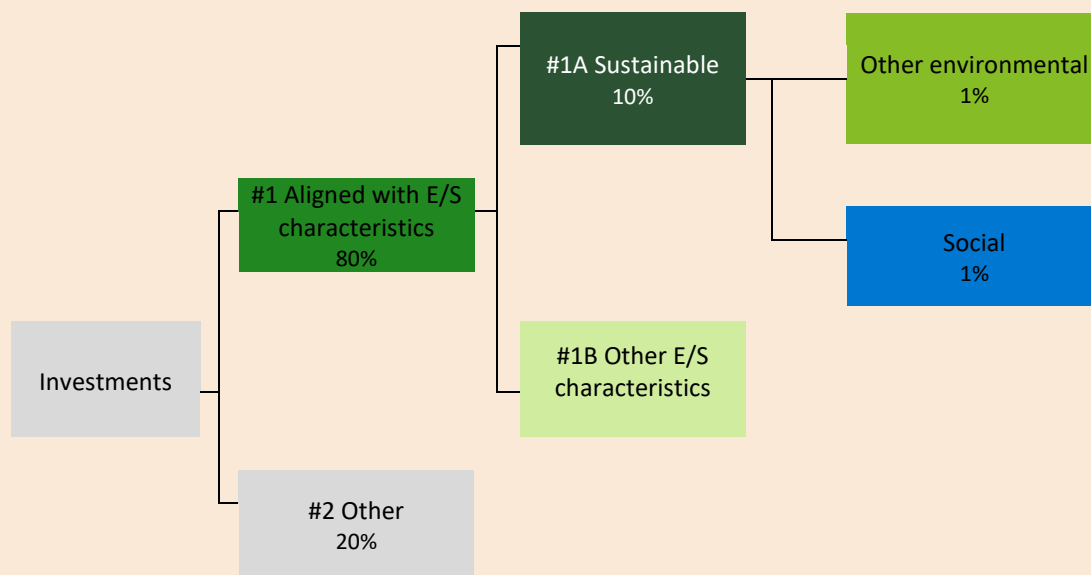 Investments
#1 Aligned with E/S
characteristics
80%
#2 Other
20%
#1A Sustainable
10%
#1B Other E/S
characteristics
Other environmental
1%
Social
1%